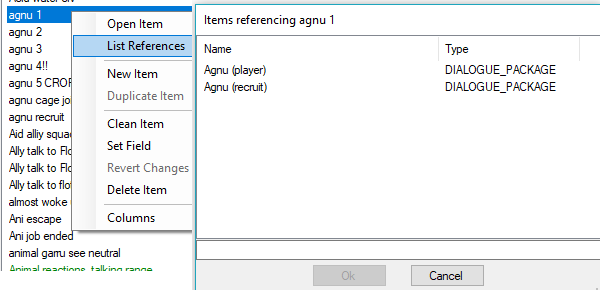 agnu 1
agnu 2
agnu 3
agnu 4!!
agnu 5 CROP
agnu cage jo
agnu recruit
Aid alliy squa
Ally talk to Flo
Ally talk to Flo
Ally talk to flo
almost woke
Ani escape
Ani job ended
animal garru see neutral
Animal reactions, talking range
Open Item
List References
New Item
Duplicate Item
Clean Item
Set Field
Revert Changes
Delete Item
Columns
Items referencing agnu 1
Name Type
Agnu (player) DIALOGUE_PACKAGE
Agnu (recruit) DIALOGUE_PACKAGE
Ok Cancel